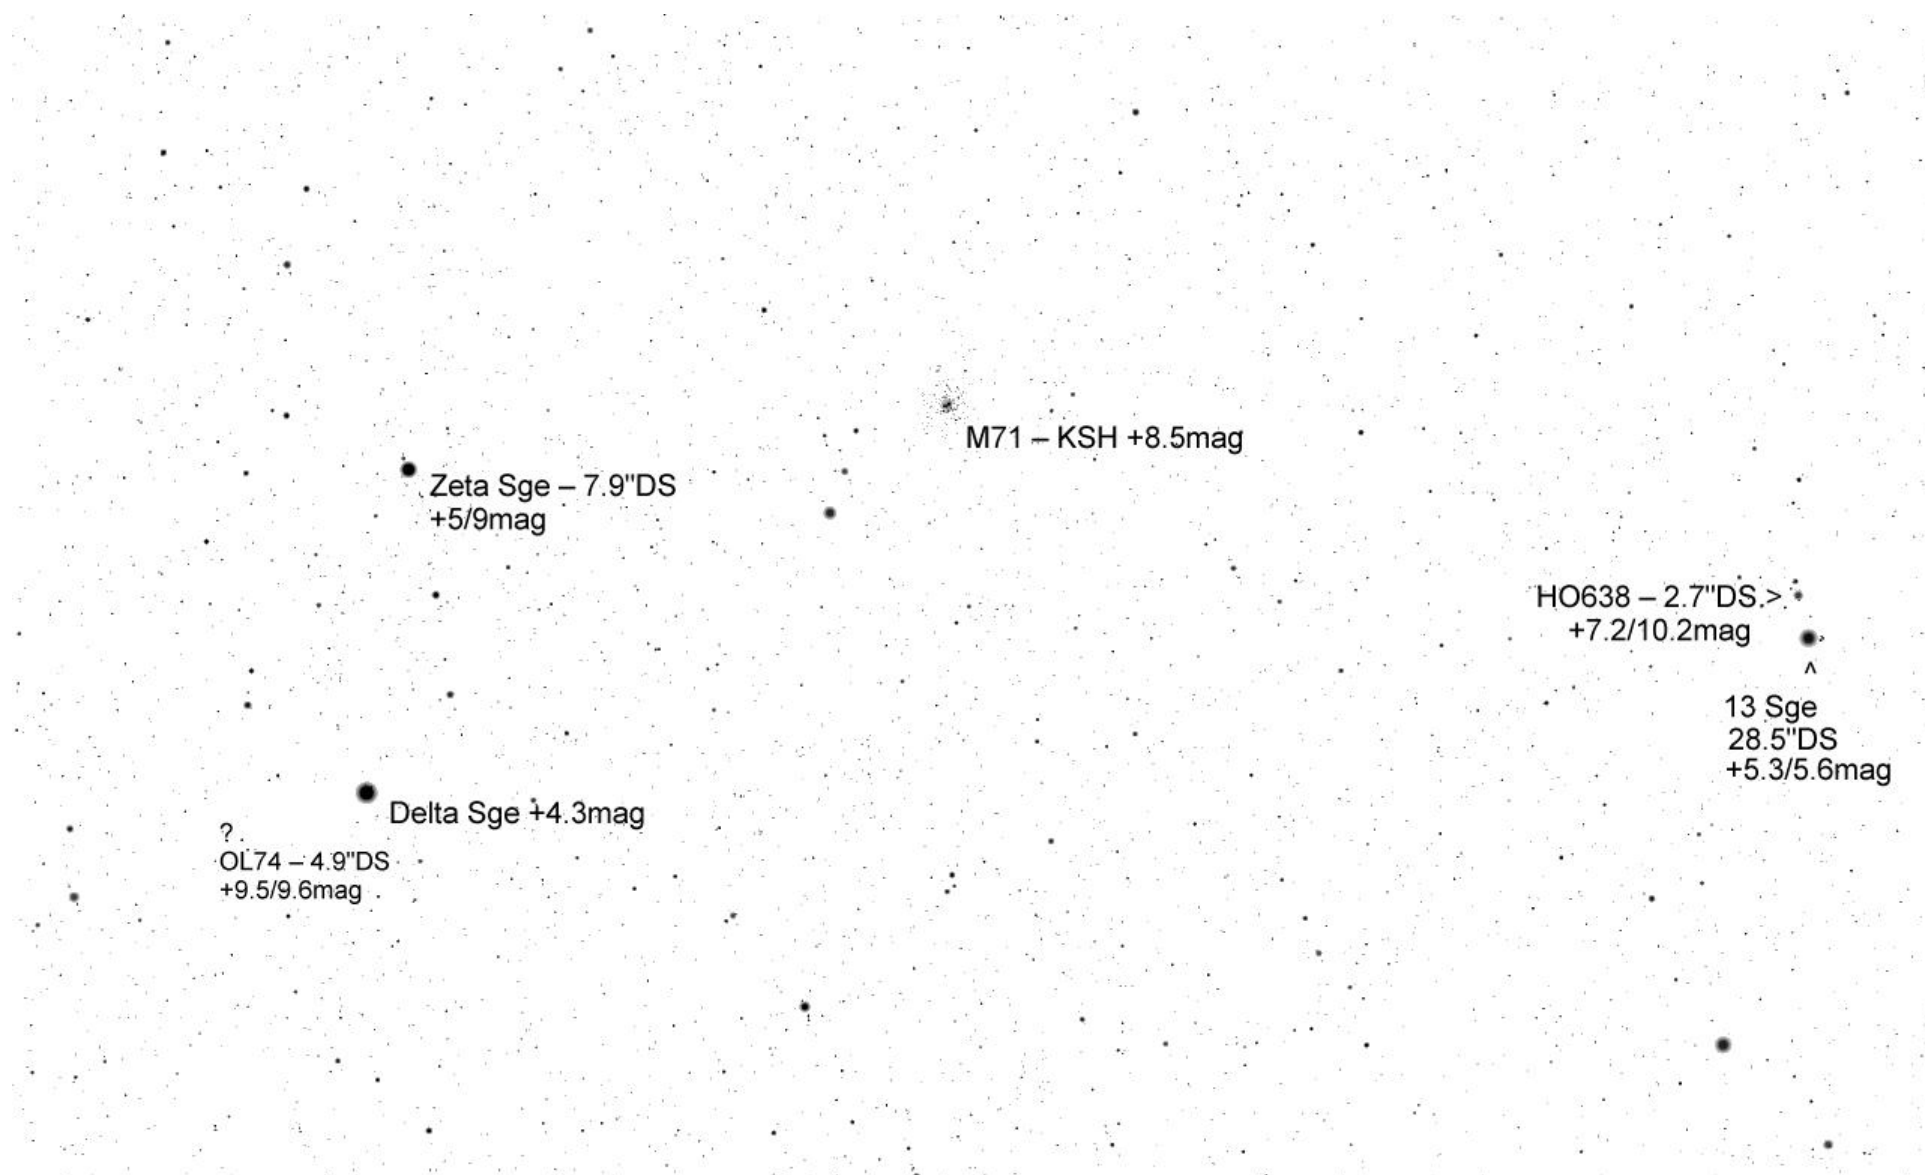 M71 – KSH +8.5mag
Zeta Sge – 7.9"DS
+5/9mag
HO638 – 2.7"DS >
+7.2/10.2mag
^
13 Sge
28.5"DS
+5.3/5.6mag
Delta Sge +4.3mag
?
OL74 – 4.9"DS
+9.5/9.6mag